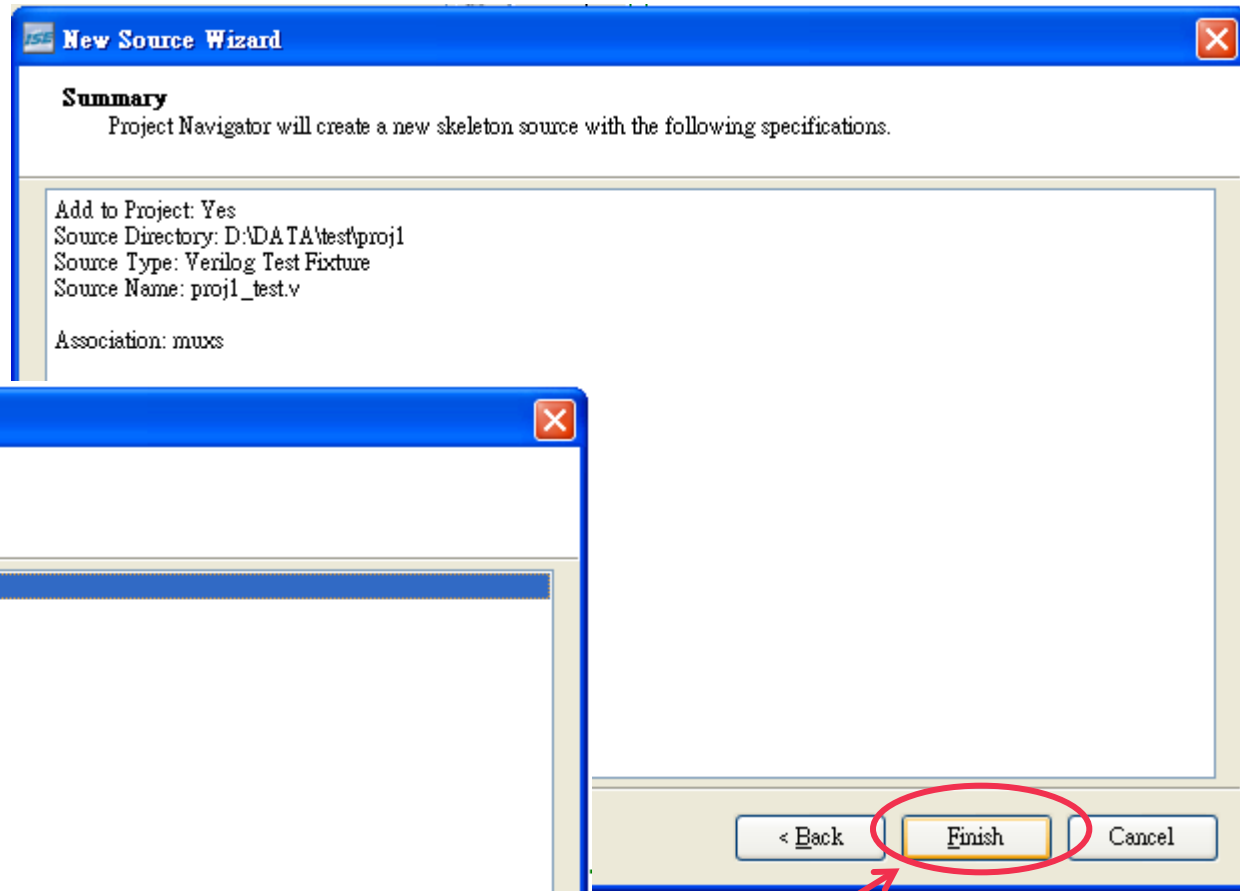 ISE New Source Wizard
Summary
Project Navigator will create a new skeleton source with the following specifications.
Add to Project: Yes
Source Directory: D:\DATA\test\proj1
Source Type: Verilog Test Fixture
Source Name: proj1_test.v
Association: muxs
< Back Finish Cancel